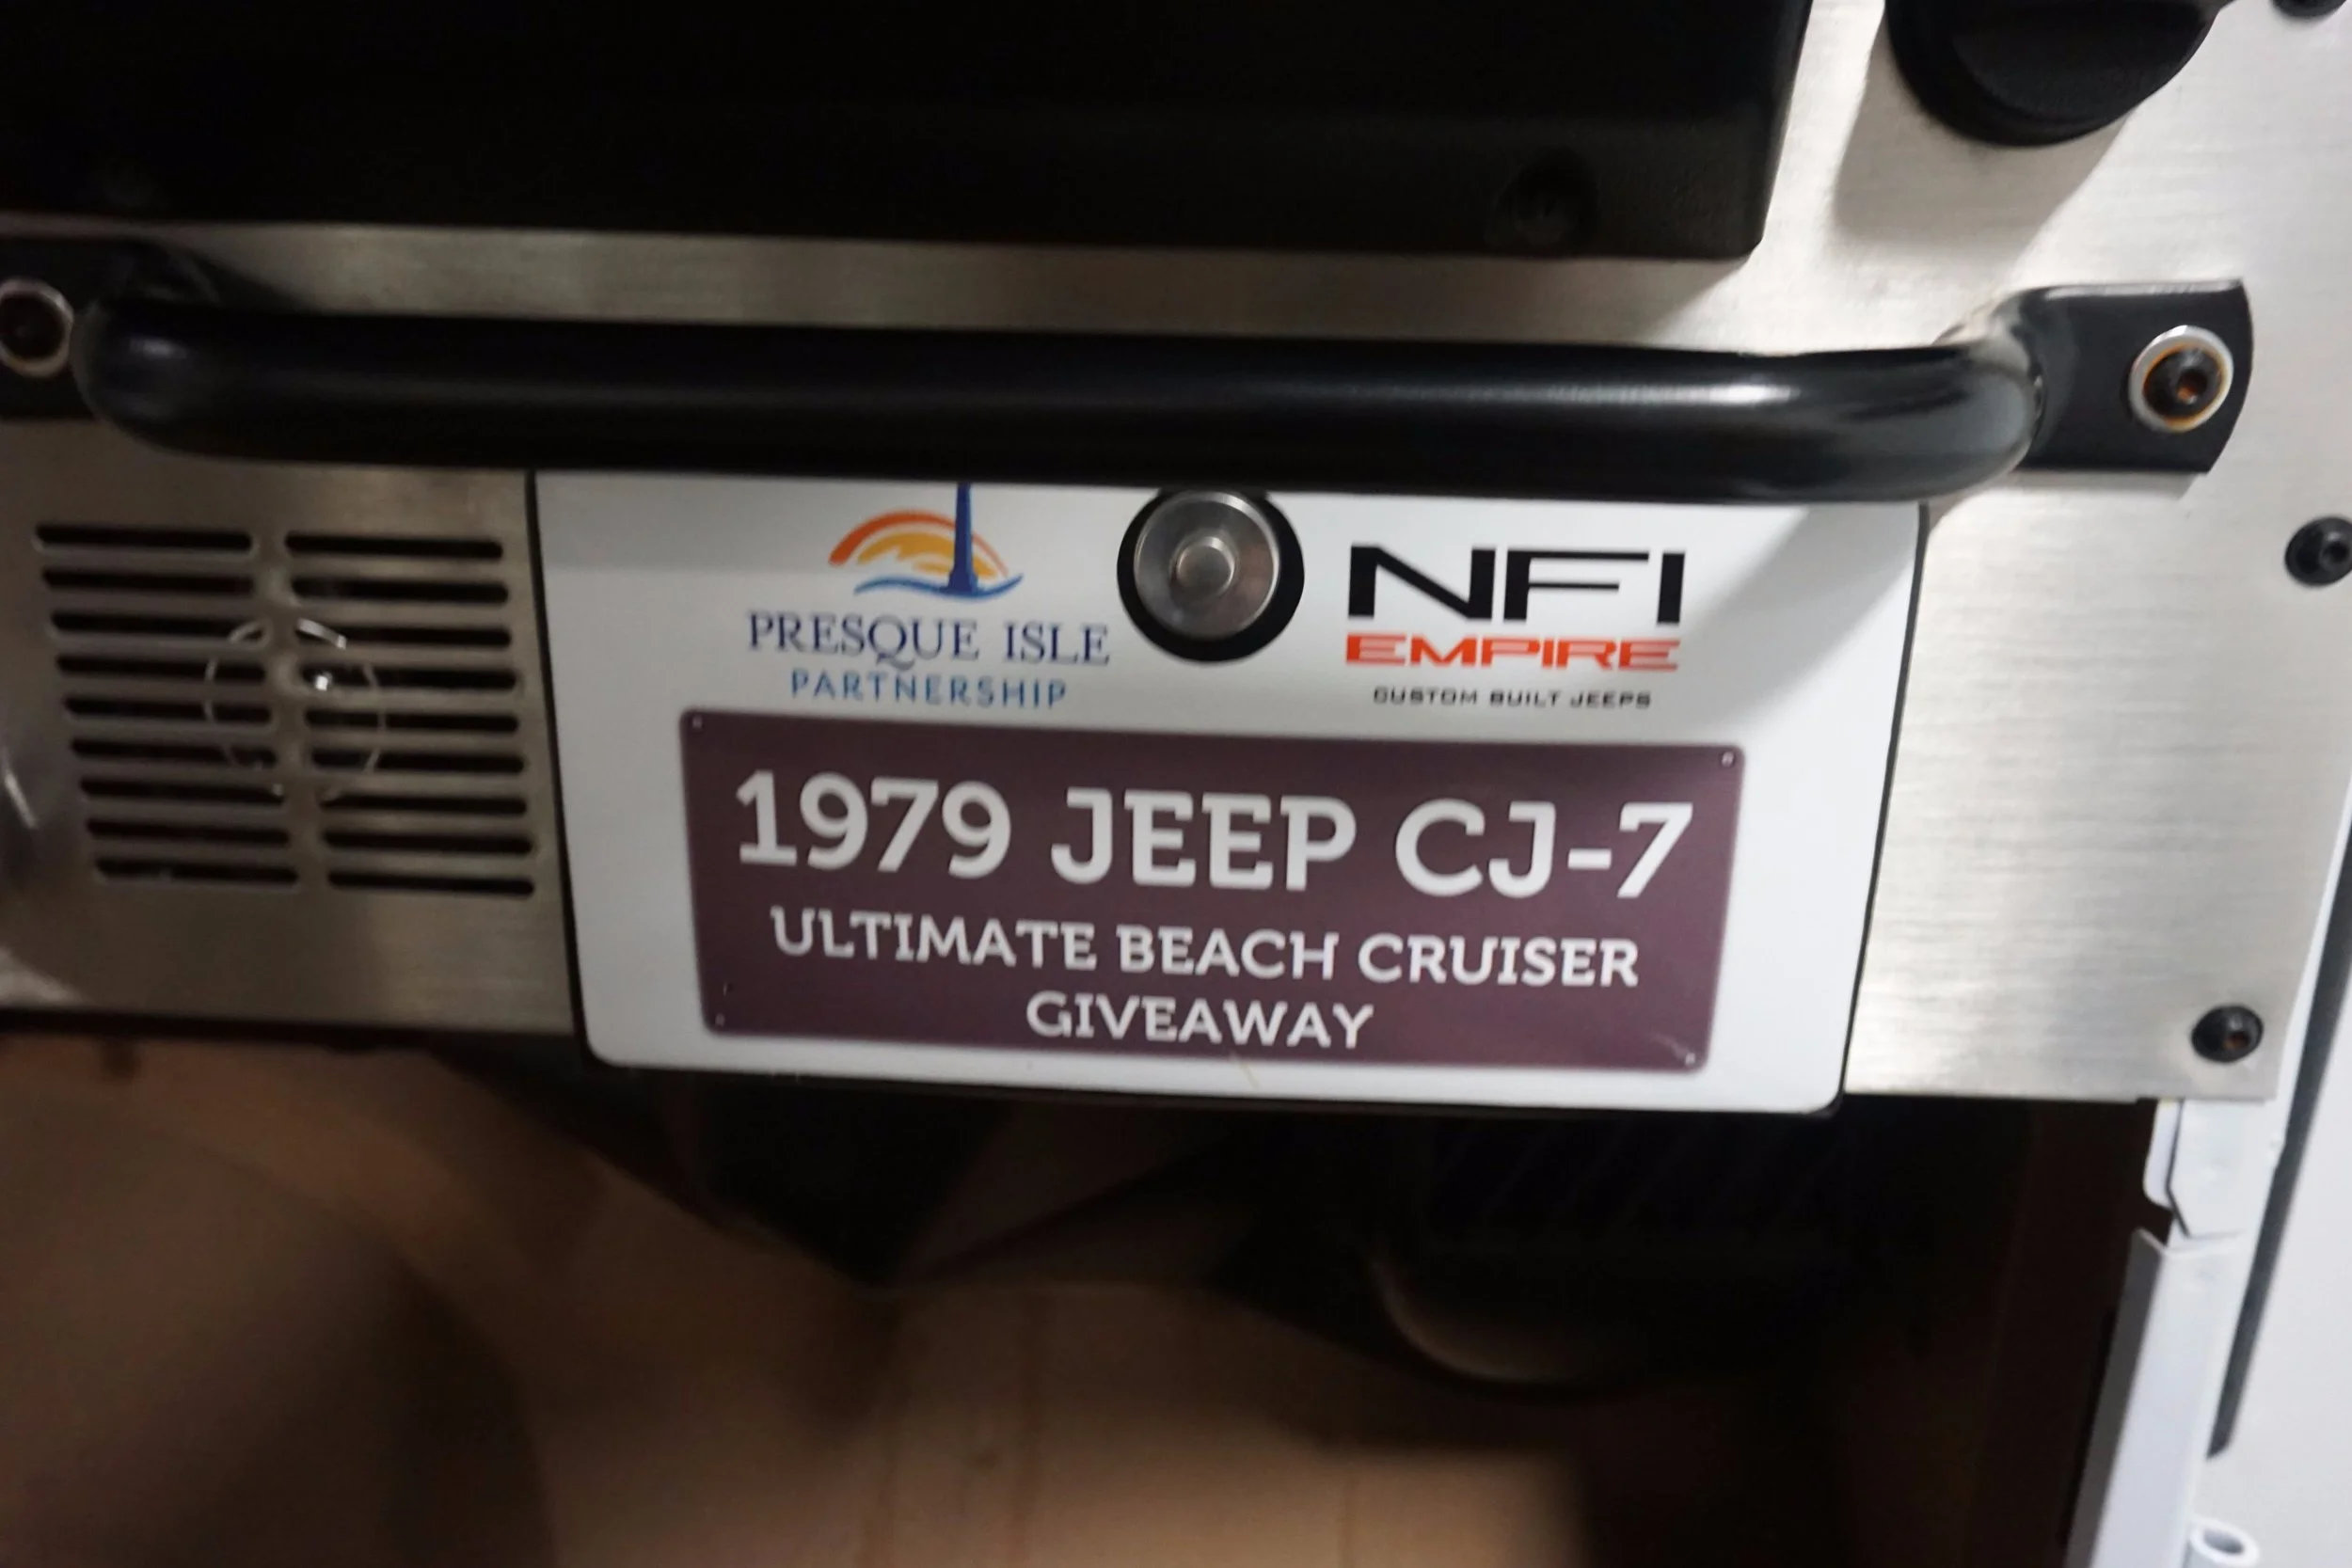 PRESQUE ISLE
PARTNERSHIP
NFI
EMPIRE
CUSTOM BUILT JEEPS
1979 JEEP CJ-7
ULTIMATE BEACH CRUISER
GIVEAWAY